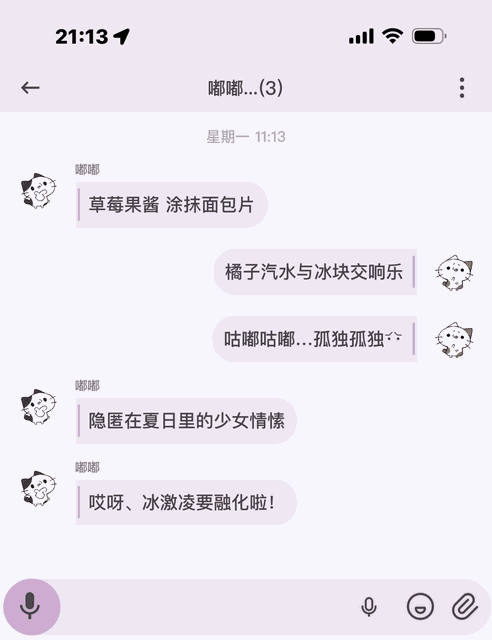 21:13
嘟嘟...(3)
星期一 11:13
嘟嘟
草莓果酱 涂抹面包片
橘子汽水与冰块交响乐
咕嘟咕嘟...孤独孤独
嘟嘟
隐匿在夏日里的少女情愫
嘟嘟
哎呀、冰激凌要融化啦！